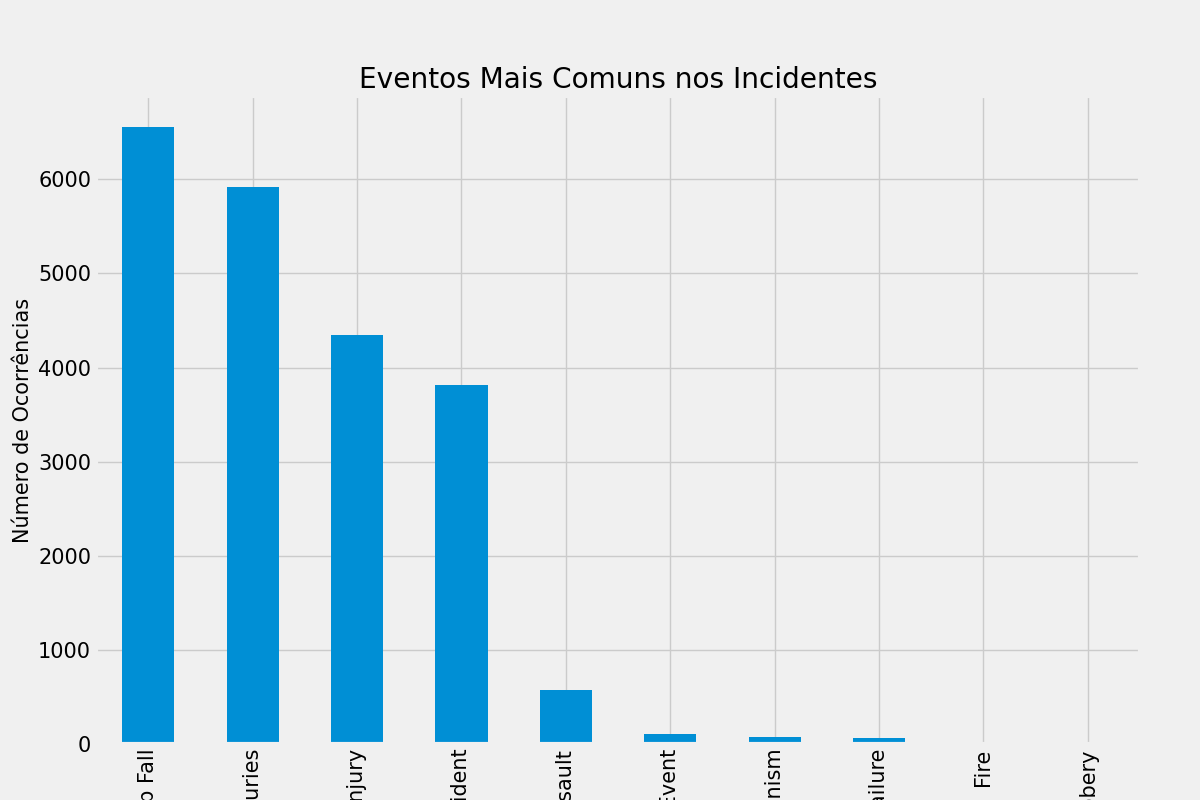 Eventos Mais Comuns nos Incidentes
Número de Ocorrências
6000
5000
4000
3000
2000
1000
0
p Fall
uries
njury
ident
sault
Event
nism
ailure
Fire
bery